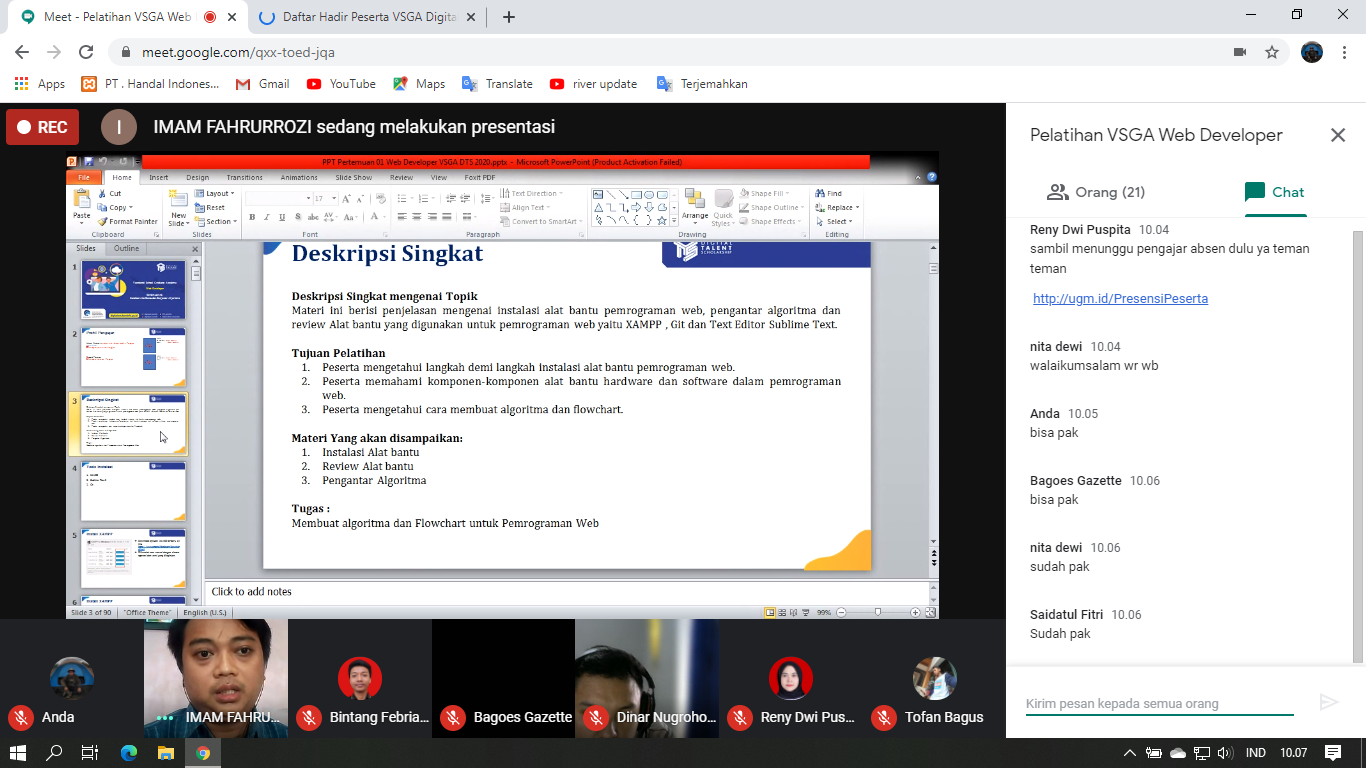 Meet - Pelatihan VSGA Web
Daftar Hadir Peserta VSGA Digita
meet.google.com/qxx-toed-jqa
Apps
PT . Handal Indones...
Gmail
YouTube
Maps
Translate
river update
Terjemahkan
REC
I
IMAM FAHRURROZI sedang melakukan presentasi
PPT Pertemuan 01 Web Developer VSGA DTS 2020.pptx - Microsoft PowerPoint (Product Activation Failed)
File Home Insert Design Transitions Animations Slide Show Review View Foxit PDF
Paste
Cut
Copy
Format Painter
Clipboard
New Slide
Layout
Reset
Section
Slides
17
Font
Text Direction
Align Text
Convert to SmartArt
Paragraph
Arrange
Quick Styles
Shape Fill
Shape Outline
Shape Effects
Drawing
Find
Replace
Select
Editing
Slides Outline
1
2
3
4
5
6
Deskripsi Singkat
DIGITAL
TALENT
SCHOLARSHIP
Deskripsi Singkat mengenai Topik
Materi ini berisi penjelasan mengenai instalasi alat bantu pemrograman web, pengantar algoritma dan
review Alat bantu yang digunakan untuk pemrograman web yaitu XAMPP , Git dan Text Editor Sublime Text.
Tujuan Pelatihan
1. Peserta mengetahui langkah demi langkah instalasi alat bantu pemrograman web.
2. Peserta memahami komponen-komponen alat bantu hardware dan software dalam pemrograman
web.
3. Peserta mengetahui cara membuat algoritma dan flowchart.
Materi Yang akan disampaikan:
1. Instalasi Alat bantu
2. Review Alat bantu
3. Pengantar Algoritma
Tugas :
Membuat algoritma dan Flowchart untuk Pemrograman Web
Click to add notes
Slide 3 of 90 "Office Theme" English (U.S.) 99%
Anda
IMAM FAHRU...
Bintang Febria...
Bagoes Gazette
Dinar Nugroho...
Reny Dwi Pus...
Tofan Bagus
Pelatihan VSGA Web Developer
Orang (21)
Chat
Reny Dwi Puspita 10.04
sambil menunggu pengajar absen dulu ya teman
teman
http://ugm.id/PresensiPeserta
nita dewi 10.04
walaikumsalam wr wb
Anda 10.05
bisa pak
Bagoes Gazette 10.06
bisa pak
nita dewi 10.06
sudah pak
Saidatul Fitri 10.06
Sudah pak
Kirim pesan kepada semua orang
IND 10.07